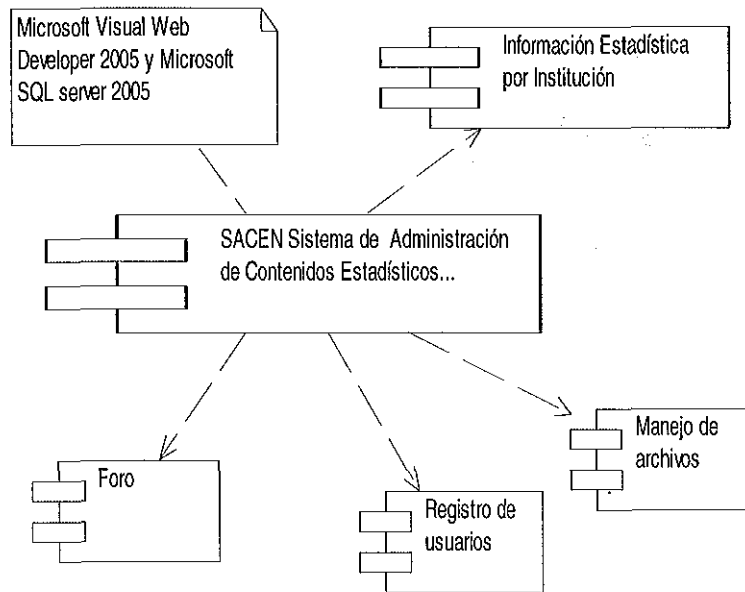 Microsoft Visual Web
Developer 2005 y Microsoft
SQL server 2005
Información Estadística
por Institución
SACEN Sistema de Administración
de Contenidos Estadísticos...
Foro
Registro de
usuarios
Manejo de
archivos